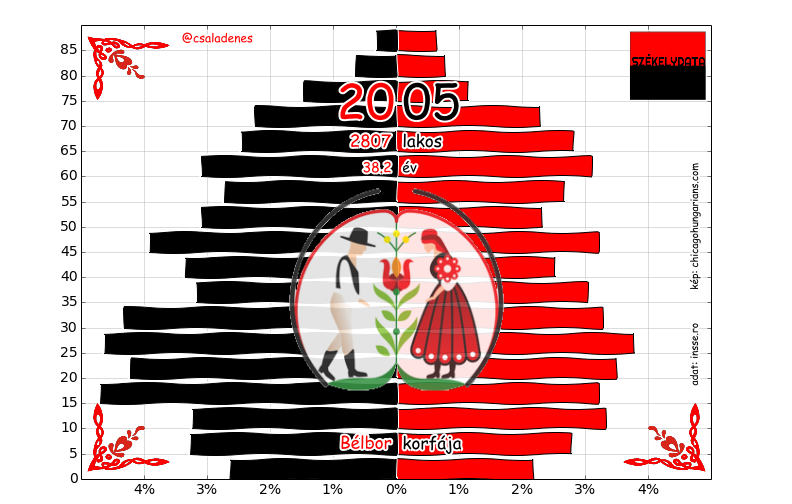 @csaladenes
SZÉKELYDATA
2005
2807 lakos
38,2 év
kép: chicagohungarians.com
adat: insse.ro
Bélbor korfája
85
80
75
70
65
60
55
50
45
40
35
30
25
20
15
10
5
0
4% 3% 2% 1% 0% 1% 2% 3% 4%